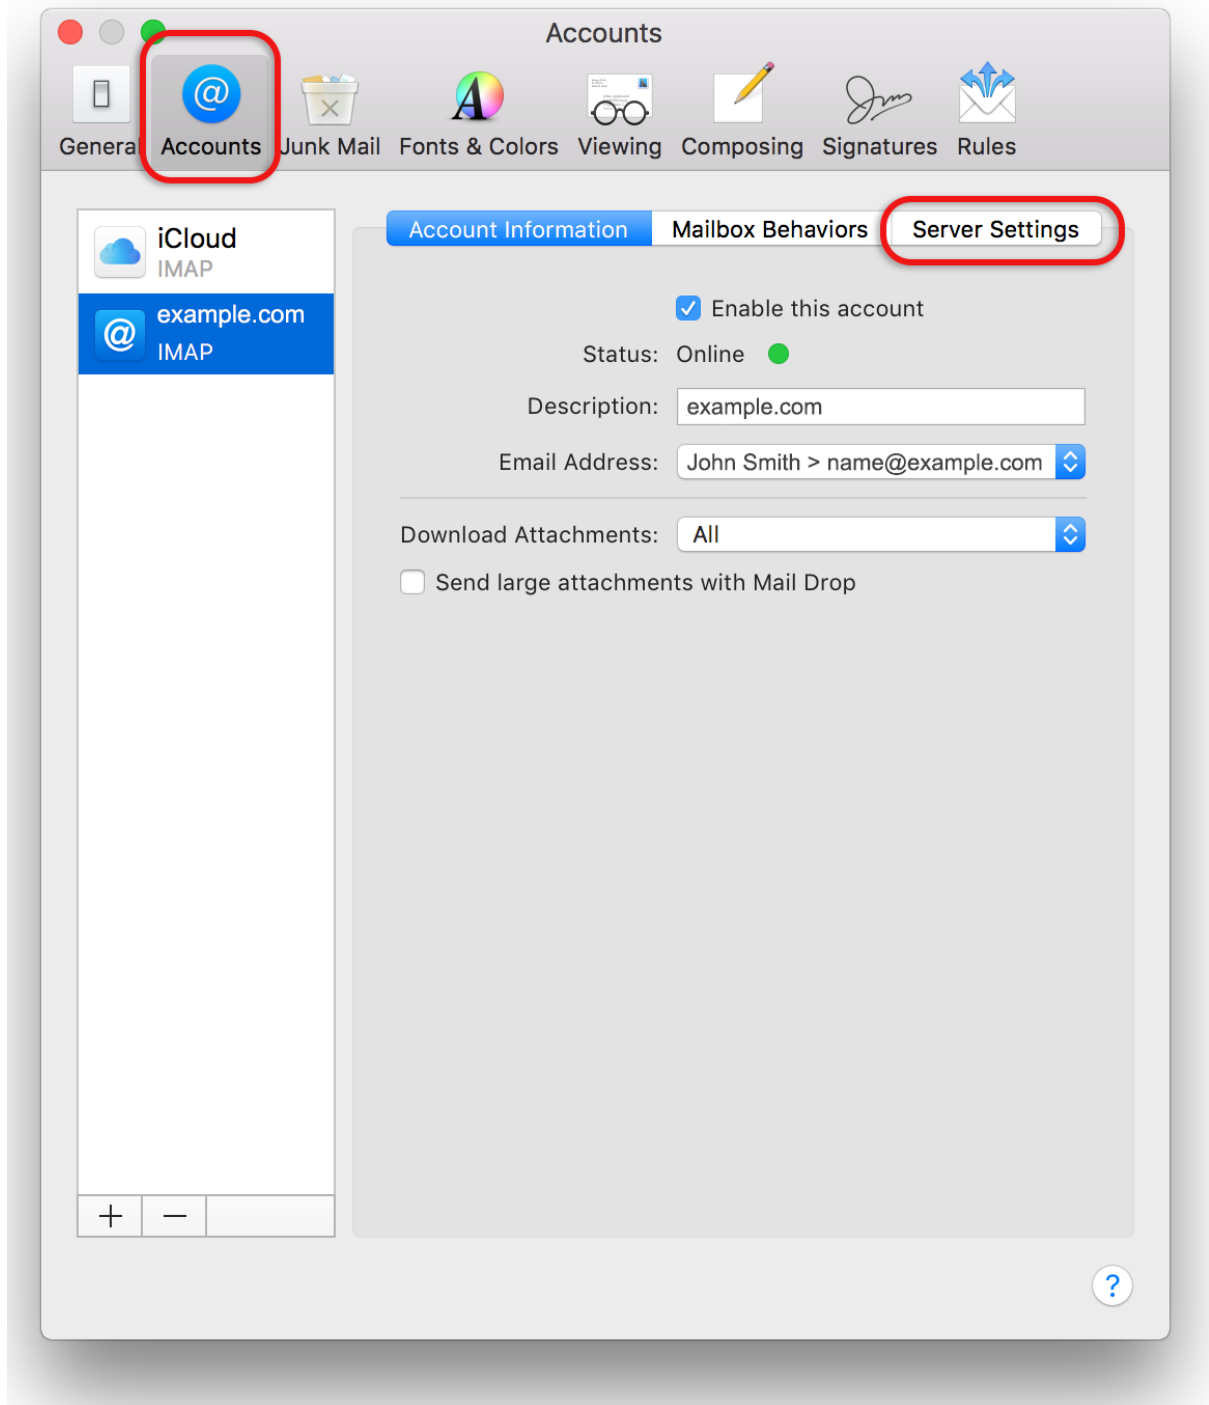 Accounts
General Accounts Junk Mail Fonts & Colors Viewing Composing Signatures Rules
iCloud
IMAP
example.com
IMAP
Account Information Mailbox Behaviors Server Settings
Enable this account
Status: Online
Description: example.com
Email Address: John Smith > name@example.com
Download Attachments: All
Send large attachments with Mail Drop
?